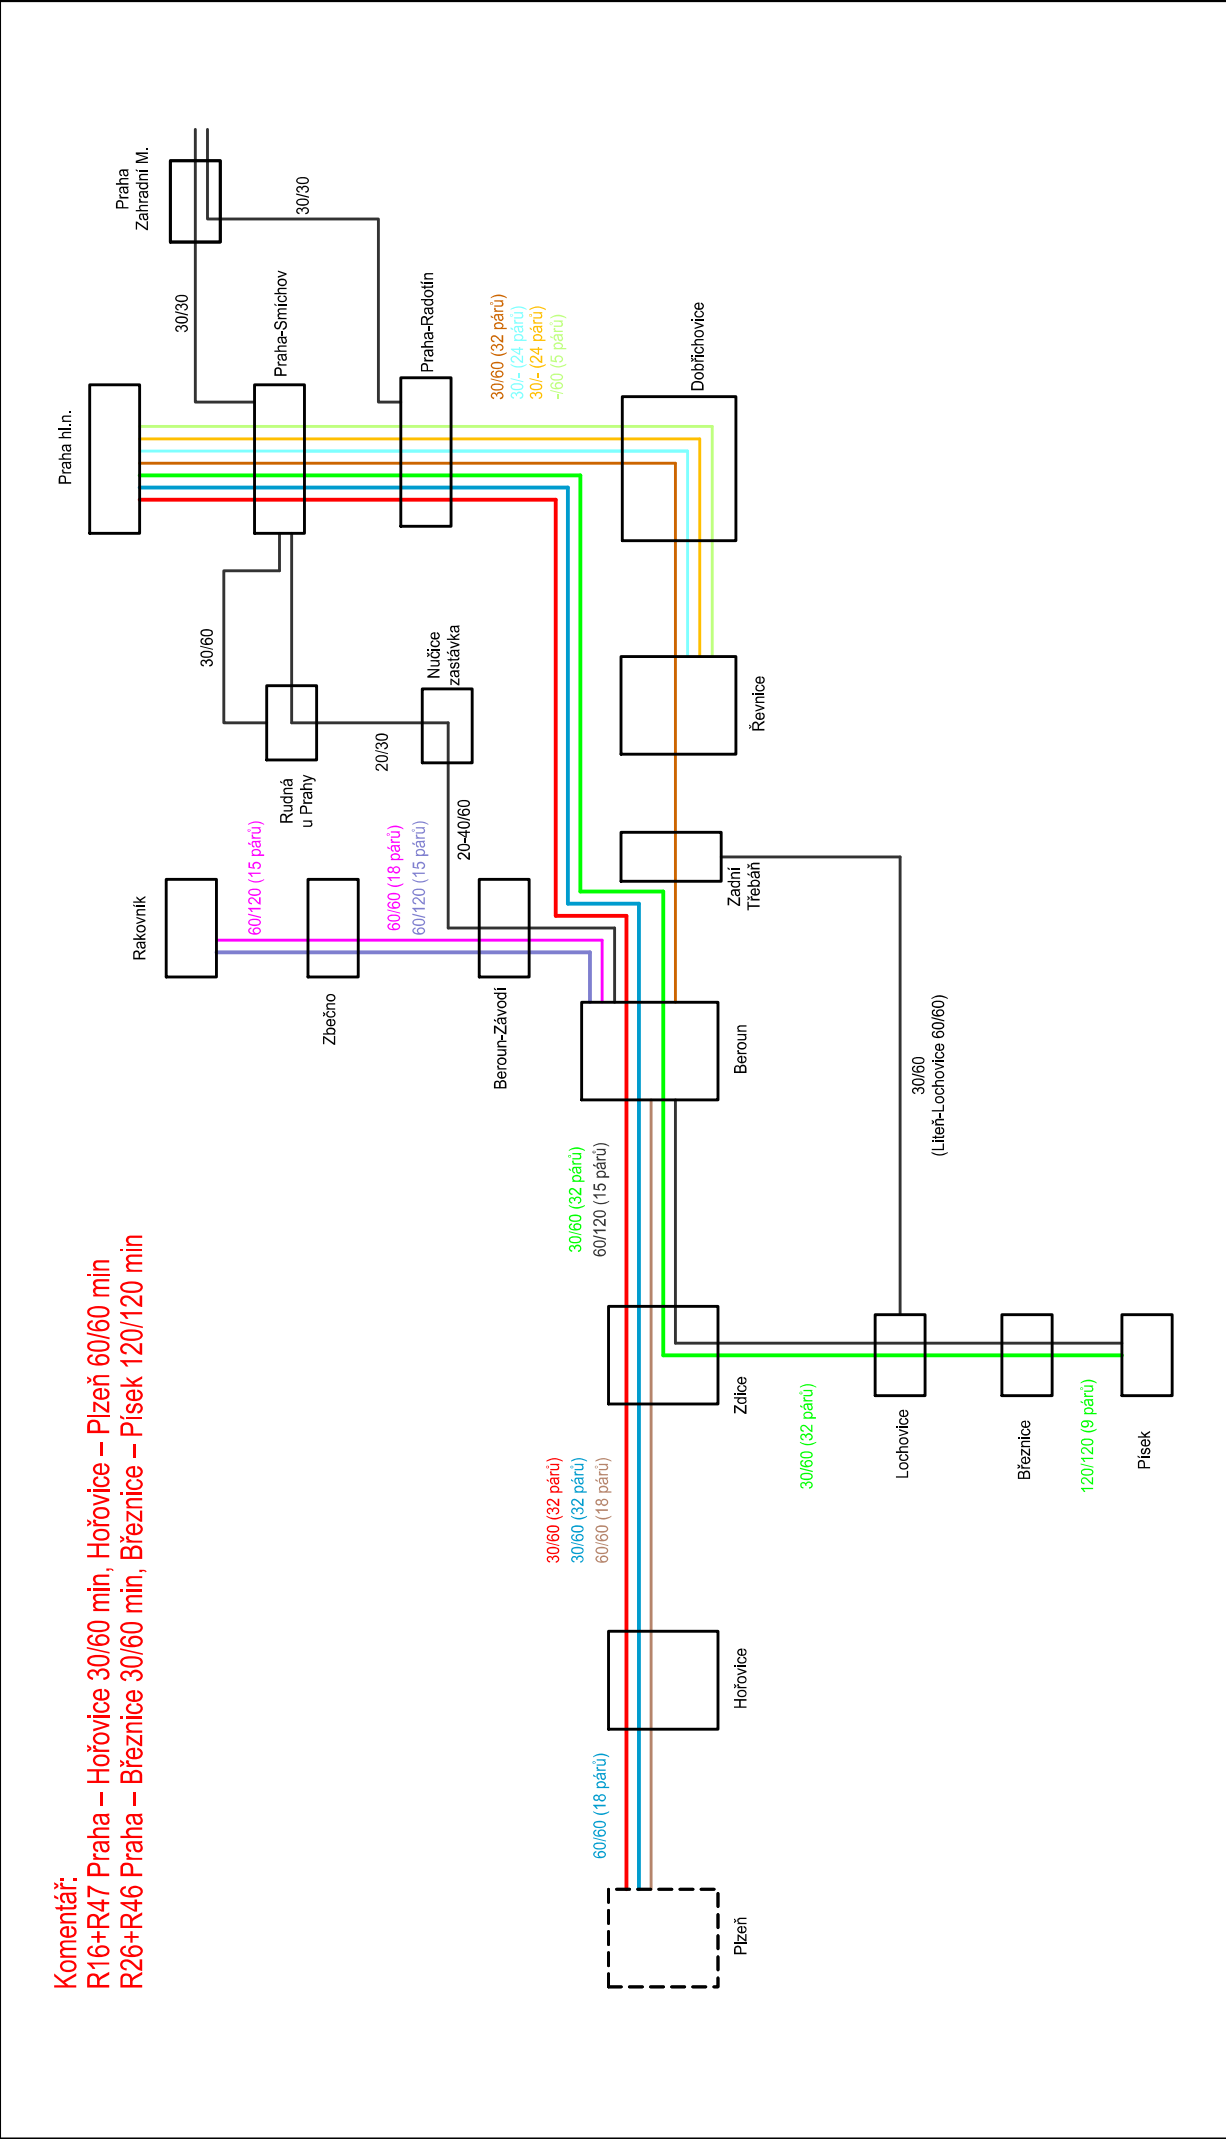 Komentář:
R16+R47 Praha – Hořovice 30/60 min, Hořovice – Plzeň 60/60 min
R26+R46 Praha – Březnice 30/60 min, Březnice – Písek 120/120 min
Praha
Zahradní M.
30/30
30/30
Praha hl.n.
Praha-Smíchov
Praha-Radotín
30/60 (32 párů)
30/- (24 párů)
30/- (24 párů)
-/60 (5 párů)
Dobřichovice
30/60
Rudná
u Prahy
20/30
Nučice
zastávka
20-40/60
Řevnice
Rakovník
60/120 (15 párů)
Zbečno
60/60 (18 párů)
60/120 (15 párů)
Beroun-Závodí
Zadní
Třebáň
Beroun
30/60
(Liteň-Lochovice 60/60)
30/60 (32 párů)
60/120 (15 párů)
Zdice
30/60 (32 párů)
Lochovice
Březnice
120/120 (9 párů)
Písek
30/60 (32 párů)
30/60 (32 párů)
60/60 (18 párů)
Hořovice
60/60 (18 párů)
Plzeň